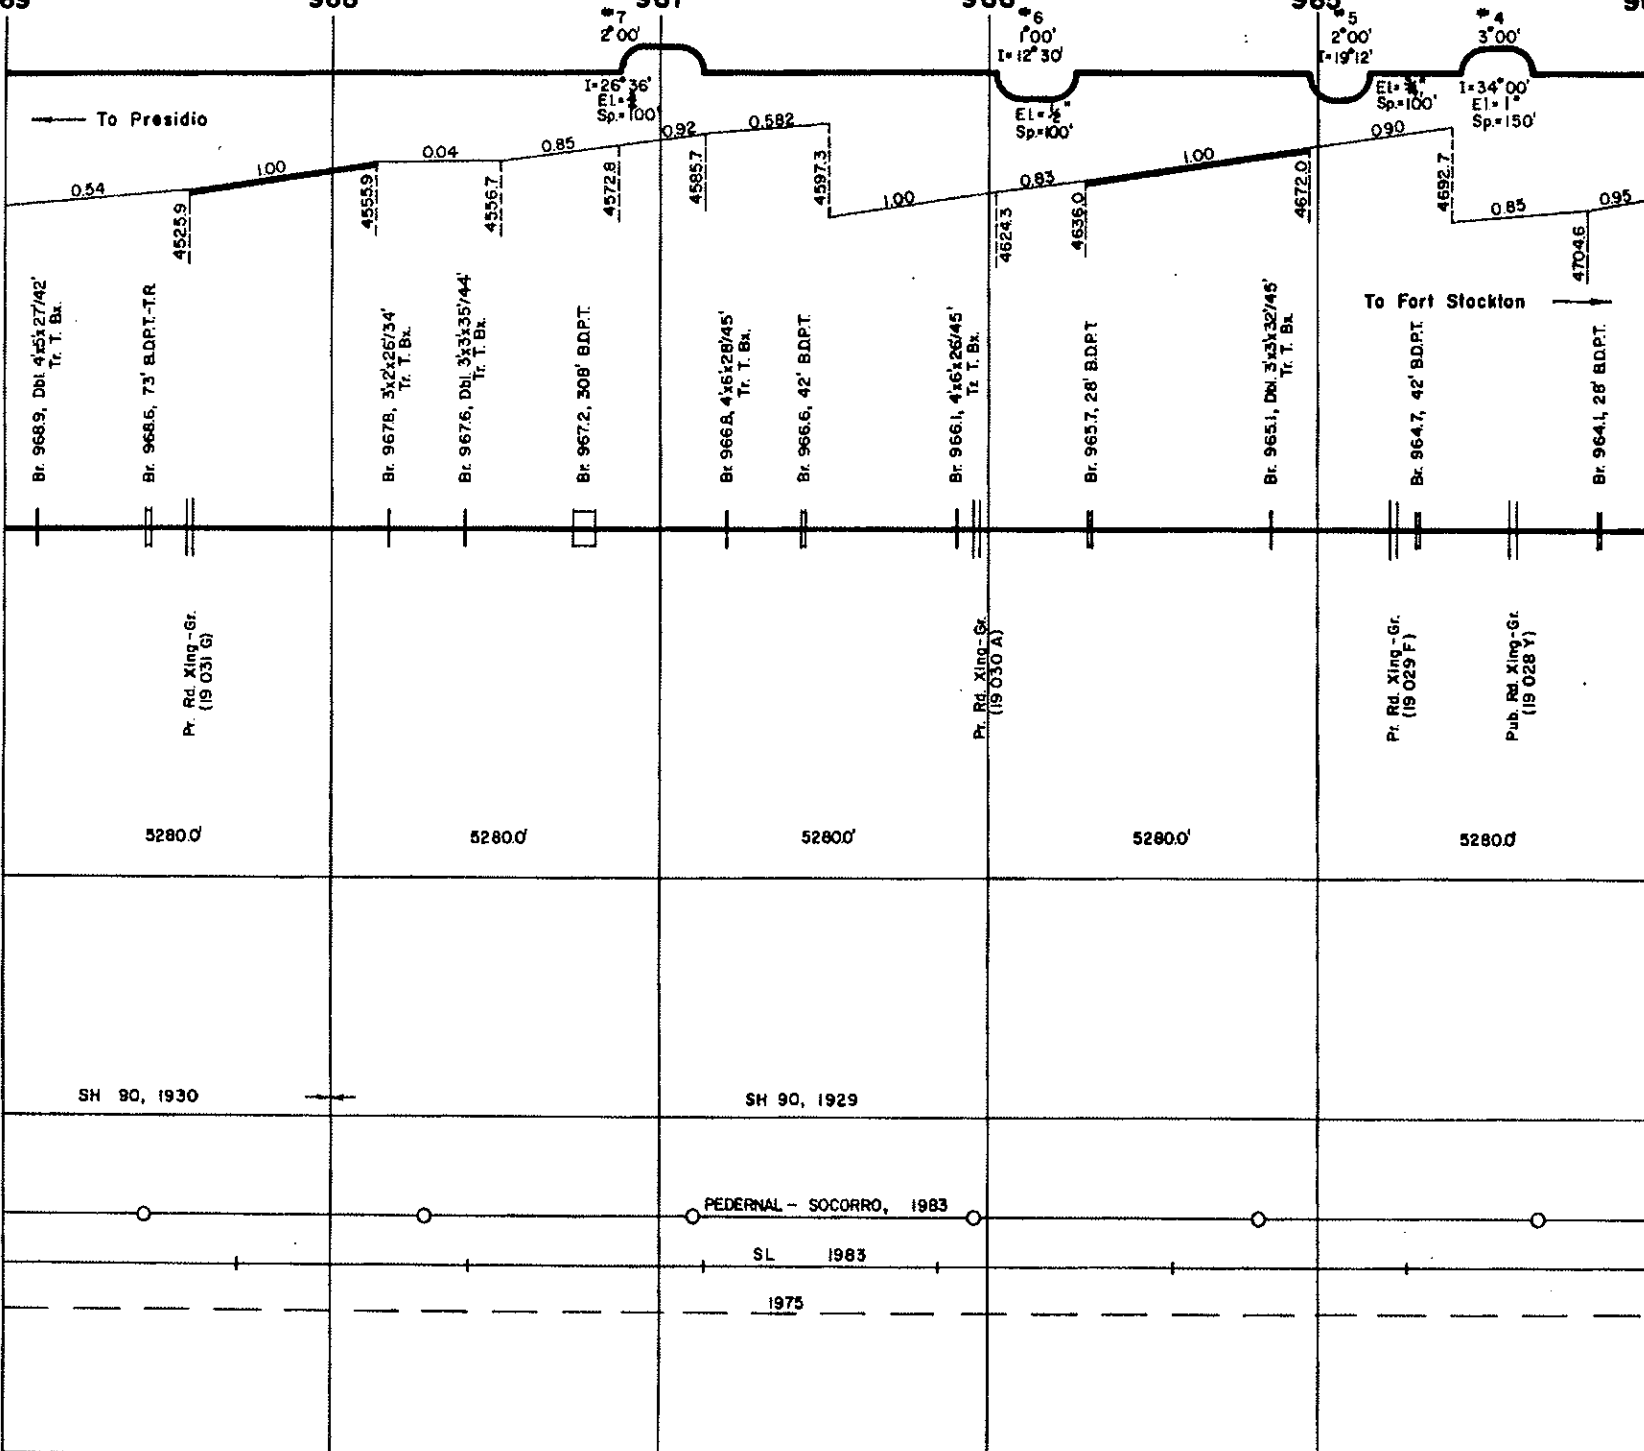 968
967
966
965
#7
2°00'
I=26°36'
Sp.=100'
#6
1°00'
I=12°30'
El.=½"
Sp.=100'
#5
2°00'
I=19°12'
Sp.=100'
#4
3°00'
I=34°00'
El.=1"
Sp.=150'
To Presidio
0.54
1.00
0.04
0.85
0.92
0.582
1.00
0.83
1.00
0.90
0.85
0.95
4525.9
4555.9
4556.7
4572.8
4585.7
4597.3
4624.3
4636.0
4672.0
4692.7
4704.6
To Fort Stockton
Br. 968.9, Dbl. 4'x5'x27'/42'
Tr. T. Bx.
Br. 968.6, 73' B.D.P.T.-T.R.
Br. 967.8, 3'x2'x26'/34'
Tr. T. Bx.
Br. 967.6, Dbl. 3'x3'x35'/44'
Tr. T. Bx.
Br. 967.2, 308' B.D.P.T.
Br. 966.8, 4'x6'x28'/45'
Tr. T. Bx.
Br. 966.6, 42' B.D.P.T.
Br. 966.1, 4'x6'x26'/45'
Tr. T. Bx.
Br. 965.7, 28' B.D.P.T.
Br. 965.1, Dbl. 3'x3'x32'/45'
Tr. T. Bx.
Br. 964.7, 42' B.D.P.T.
Br. 964.1, 28' B.D.P.T.
Pr. Rd. Xing-Gr.
(19 031 G)
Pr. Rd. Xing-Gr.
(19 030 A)
Pr. Rd. Xing-Gr.
(19 029 F)
Pub. Rd. Xing-Gr.
(19 028 Y)
5280.0'
5280.0'
5280.0'
5280.0'
5280.0'
SH 90, 1930
SH 90, 1929
PEDERNAL - SOCORRO, 1983
SL 1983
1975